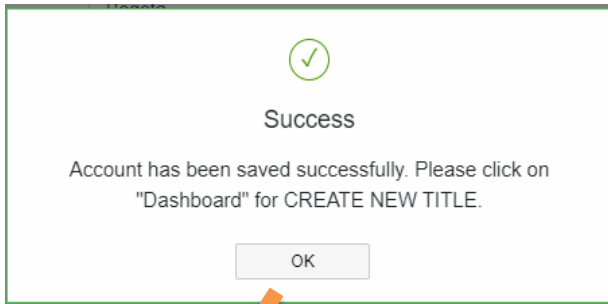 Success
Account has been saved successfully. Please click on
"Dashboard" for CREATE NEW TITLE.
OK